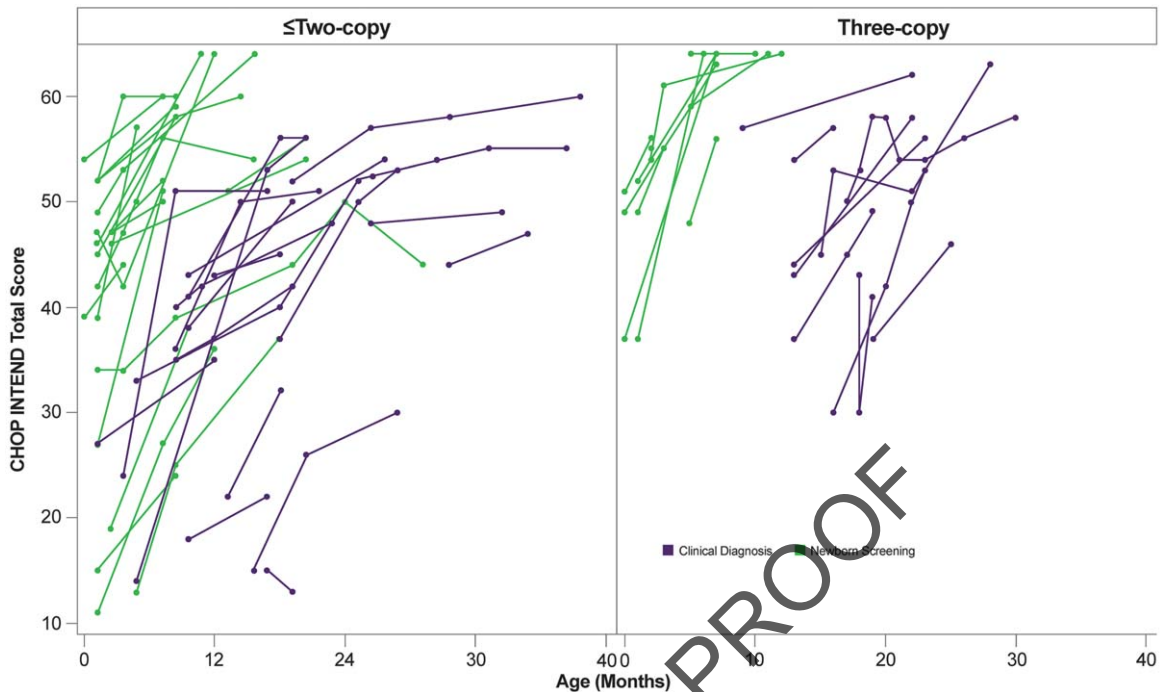 ≤Two-copy
Three-copy
CHOP INTEND Total Score
60
50
40
30
20
10
Clinical Diagnosis
Newborn Screening
0 12 24 30 40
0 10 20 30 40
Age (Months)
PROOF